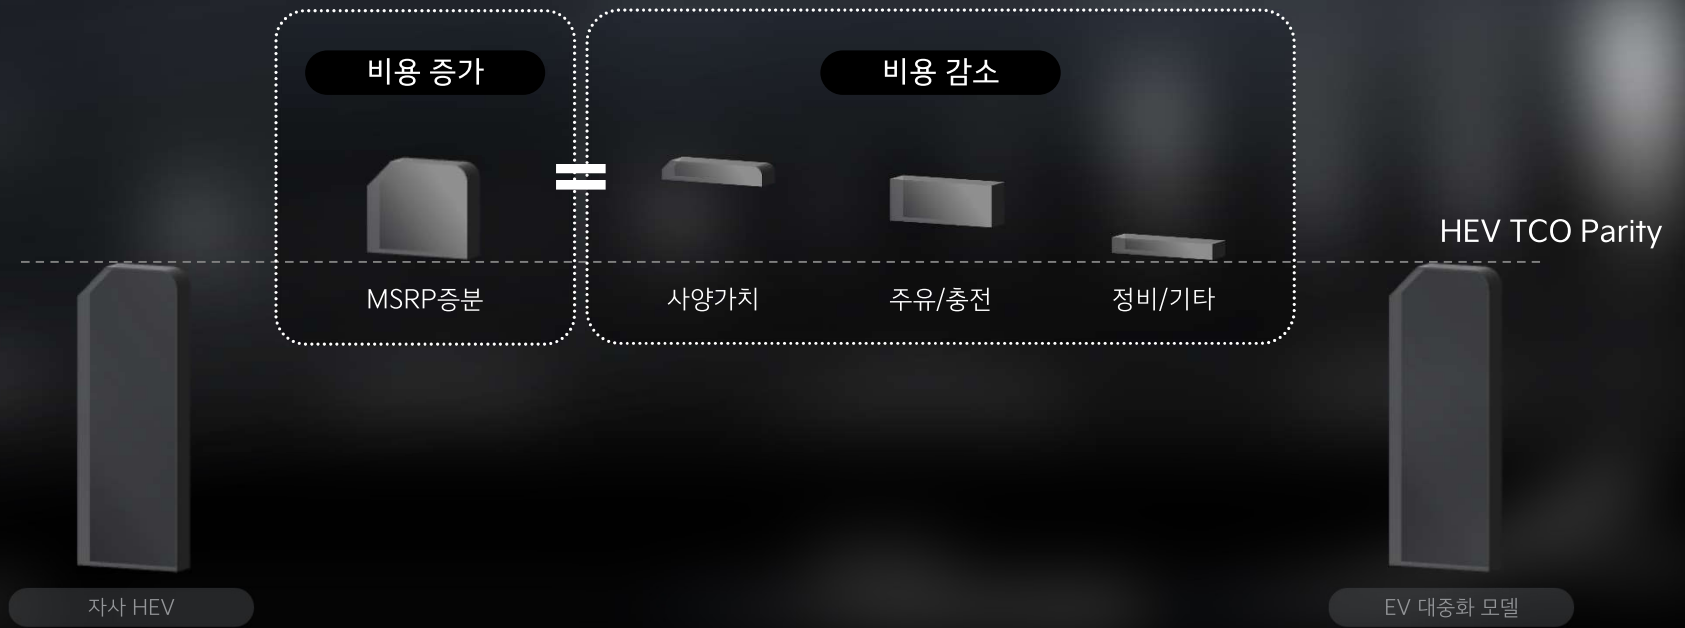 비용 증가
비용 감소
=
HEV TCO Parity
MSRP증분
사양가치
주유/충전
정비/기타
자사 HEV
EV 대중화 모델